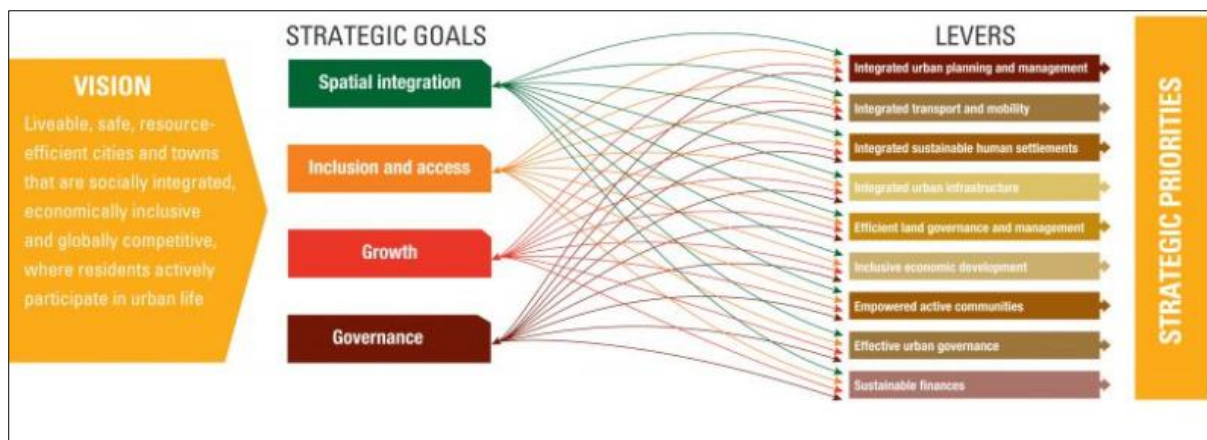 STRATEGIC GOALS
LEVERS
VISION
Liveable, safe, resource-
efficient cities and towns
that are socially integrated,
economically inclusive
and globally competitive,
where residents actively
participate in urban life
Spatial integration
Inclusion and access
Growth
Governance
Integrated urban planning and management
Integrated transport and mobility
Integrated sustainable human settlements
Integrated urban infrastructure
Efficient land governance and management
Inclusive economic development
Empowered active communities
Effective urban governance
Sustainable finances
STRATEGIC PRIORITIES